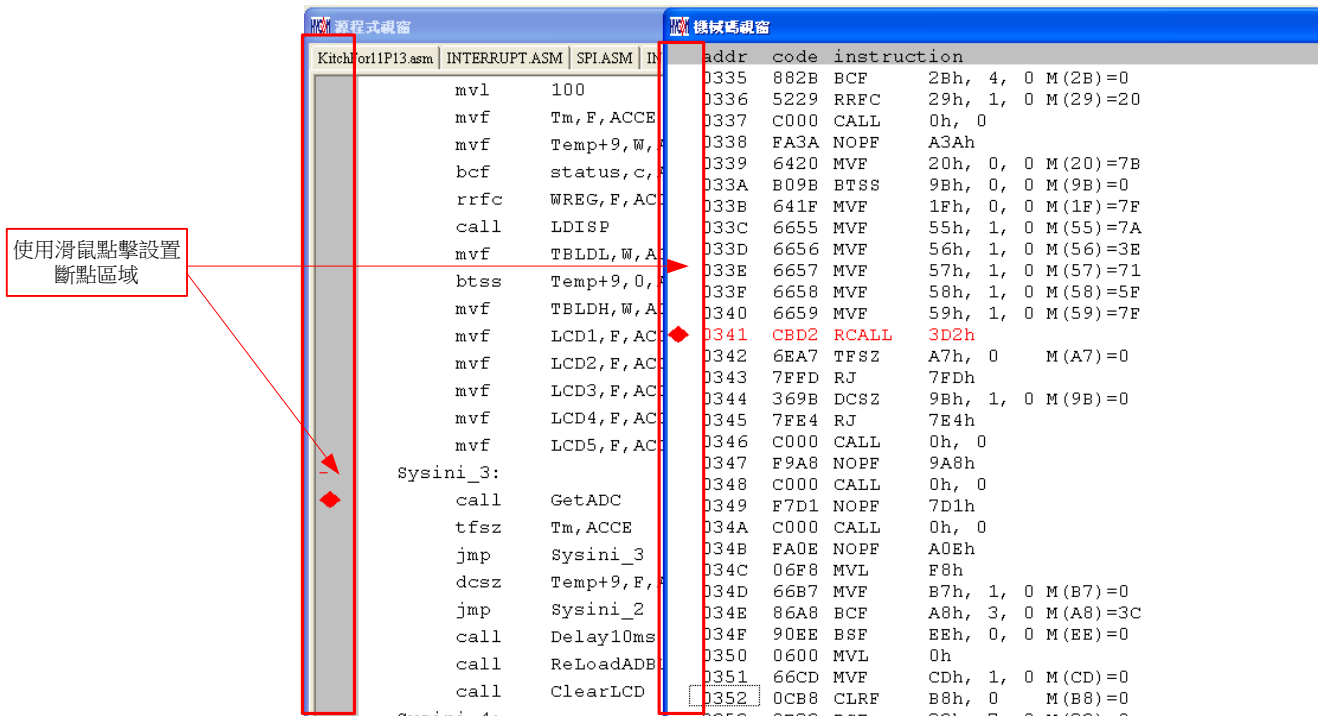 源程式視窗
KitchFor11P13.asm INTERRUPT.ASM SPI.ASM IN
mvl 100
mvf Tm,F,ACCE
mvf Temp+9,W,
bcf status,c,
rrfc WREG,F,AC
call LDISP
mvf TBLDL,W,A
btss Temp+9,0,
mvf TBLDH,W,A
mvf LCD1,F,AC
mvf LCD2,F,AC
mvf LCD3,F,AC
mvf LCD4,F,AC
mvf LCD5,F,AC
Sysini_3:
call GetADC
tfsz Tm,ACCE
jmp Sysini_3
dcsz Temp+9,F,
jmp Sysini_2
call Delay10ms
call ReLoadADB
call ClearLCD
使用滑鼠點擊設置
斷點區域
機械碼視窗
addr code instruction
0335 882B BCF 2Bh, 4, 0 M(2B)=0
0336 5229 RRFC 29h, 1, 0 M(29)=20
0337 C000 CALL 0h, 0
0338 FA3A NOPF A3Ah
0339 6420 MVF 20h, 0, 0 M(20)=7B
033A B09B BTSS 9Bh, 0, 0 M(9B)=0
033B 641F MVF 1Fh, 0, 0 M(1F)=7F
033C 6655 MVF 55h, 1, 0 M(55)=7A
033D 6656 MVF 56h, 1, 0 M(56)=3E
033E 6657 MVF 57h, 1, 0 M(57)=71
033F 6658 MVF 58h, 1, 0 M(58)=5F
0340 6659 MVF 59h, 1, 0 M(59)=7F
0341 CBD2 RCALL 3D2h
0342 6EA7 TFSZ A7h, 0 M(A7)=0
0343 7FFD RJ 7FDh
0344 369B DCSZ 9Bh, 1, 0 M(9B)=0
0345 7FE4 RJ 7E4h
0346 C000 CALL 0h, 0
0347 F9A8 NOPF 9A8h
0348 C000 CALL 0h, 0
0349 F7D1 NOPF 7D1h
034A C000 CALL 0h, 0
034B FA0E NOPF A0Eh
034C 06F8 MVL F8h
034D 66B7 MVF B7h, 1, 0 M(B7)=0
034E 86A8 BCF A8h, 3, 0 M(A8)=3C
034F 90EE BSF EEh, 0, 0 M(EE)=0
0350 0600 MVL 0h
0351 66CD MVF CDh, 1, 0 M(CD)=0
0352 0CB8 CLRF B8h, 0 M(B8)=0